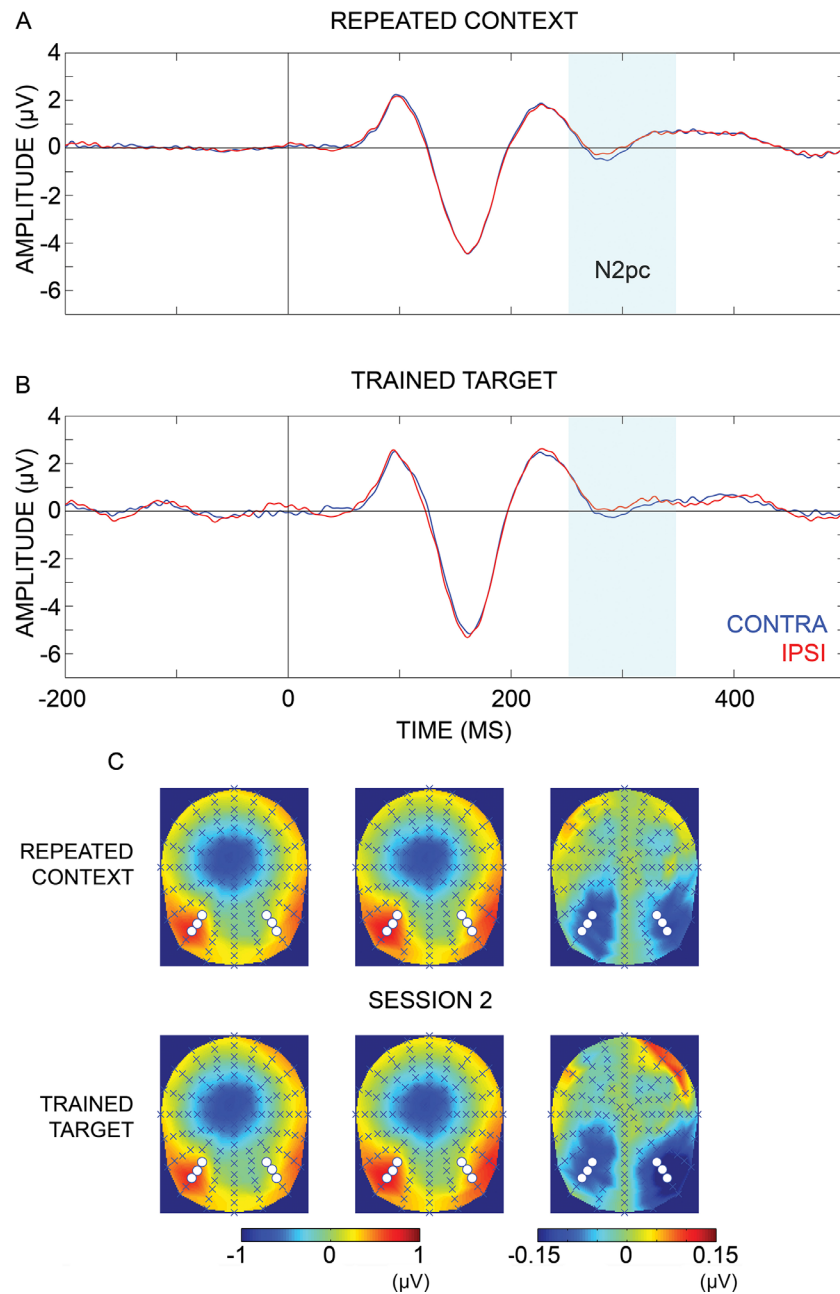 A
REPEATED CONTEXT
4
2
0
-2
-4
-6
AMPLITUDE (µV)
N2pc
B
TRAINED TARGET
4
2
0
-2
-4
-6
AMPLITUDE (µV)
CONTRA
IPSI
-200
0
200
400
TIME (MS)
C
REPEATED
CONTEXT
SESSION 2
TRAINED
TARGET
-1
0
1
(µV)
-0.15
0
0.15
(µV)